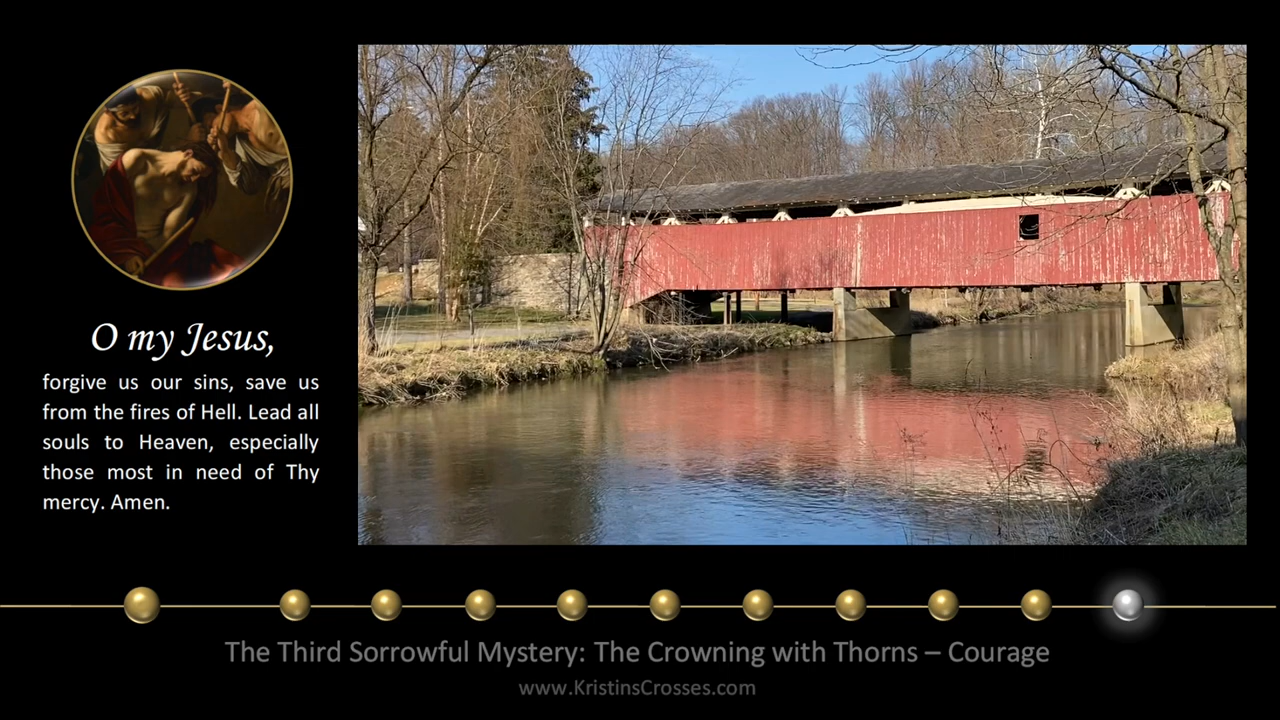 O my Jesus,
forgive us our sins, save us
from the fires of Hell. Lead all
souls to Heaven, especially
those most in need of Thy
mercy. Amen.
The Third Sorrowful Mystery: The Crowning with Thorns – Courage
www.KristinsCrosses.com